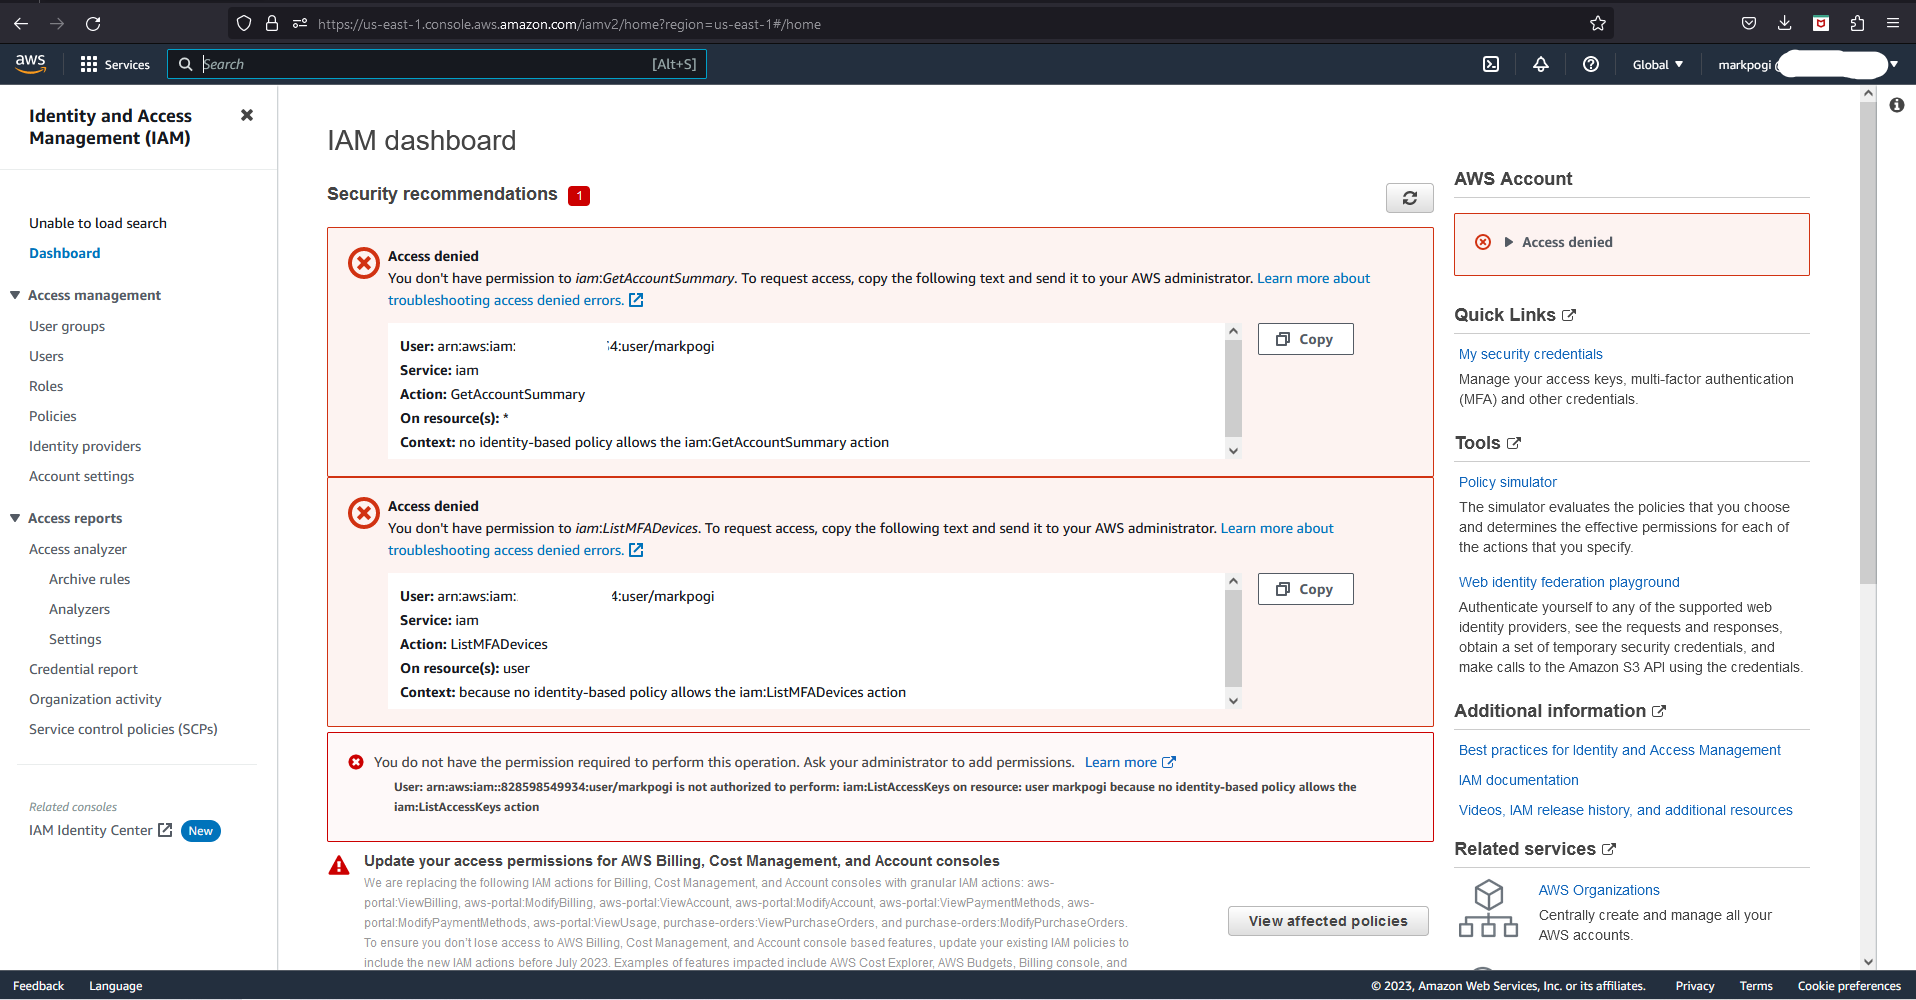 https://us-east-1.console.aws.amazon.com/iamv2/home?region=us-east-1#/home
aws
Services
Search
[Alt+S]
Global
markpogi @
Identity and Access
Management (IAM)
Unable to load search
Dashboard
Access management
User groups
Users
Roles
Policies
Identity providers
Account settings
Access reports
Access analyzer
Archive rules
Analyzers
Settings
Credential report
Organization activity
Service control policies (SCPs)
Related consoles
IAM Identity Center
New
IAM dashboard
Security recommendations
1
Access denied
You don't have permission to iam:GetAccountSummary. To request access, copy the following text and send it to your AWS administrator. Learn more about
troubleshooting access denied errors.
User: arn:aws:iam: 4:user/markpogi
Service: iam
Action: GetAccountSummary
On resource(s): *
Context: no identity-based policy allows the iam:GetAccountSummary action
Copy
Access denied
You don't have permission to iam:ListMFADevices. To request access, copy the following text and send it to your AWS administrator. Learn more about
troubleshooting access denied errors.
User: arn:aws:iam: 4:user/markpogi
Service: iam
Action: ListMFADevices
On resource(s): user
Context: because no identity-based policy allows the iam:ListMFADevices action
Copy
You do not have the permission required to perform this operation. Ask your administrator to add permissions. Learn more
User: arn:aws:iam::828598549934:user/markpogi is not authorized to perform: iam:ListAccessKeys on resource: user markpogi because no identity-based policy allows the
iam:ListAccessKeys action
Update your access permissions for AWS Billing, Cost Management, and Account consoles
We are replacing the following IAM actions for Billing, Cost Management, and Account consoles with granular IAM actions: aws-
portal:ViewBilling, aws-portal:ModifyBilling, aws-portal:ViewAccount, aws-portal:ModifyAccount, aws-portal:ViewPaymentMethods, aws-
portal:ModifyPaymentMethods, aws-portal:ViewUsage, purchase-orders:ViewPurchaseOrders, and purchase-orders:ModifyPurchaseOrders.
To ensure you don't lose access to AWS Billing, Cost Management, and Account console based features, update your existing IAM policies to
include the new IAM actions before July 2023. Examples of features impacted include AWS Cost Explorer, AWS Budgets, Billing console, and
View affected policies
AWS Account
Access denied
Quick Links
My security credentials
Manage your access keys, multi-factor authentication
(MFA) and other credentials.
Tools
Policy simulator
The simulator evaluates the policies that you choose
and determines the effective permissions for each of
the actions that you specify.
Web identity federation playground
Authenticate yourself to any of the supported web
identity providers, see the requests and responses,
obtain a set of temporary security credentials, and
make calls to the Amazon S3 API using the credentials.
Additional information
Best practices for Identity and Access Management
IAM documentation
Videos, IAM release history, and additional resources
Related services
AWS Organizations
Centrally create and manage all your
AWS accounts.
Feedback
Language
© 2023, Amazon Web Services, Inc. or its affiliates.
Privacy
Terms
Cookie preferences